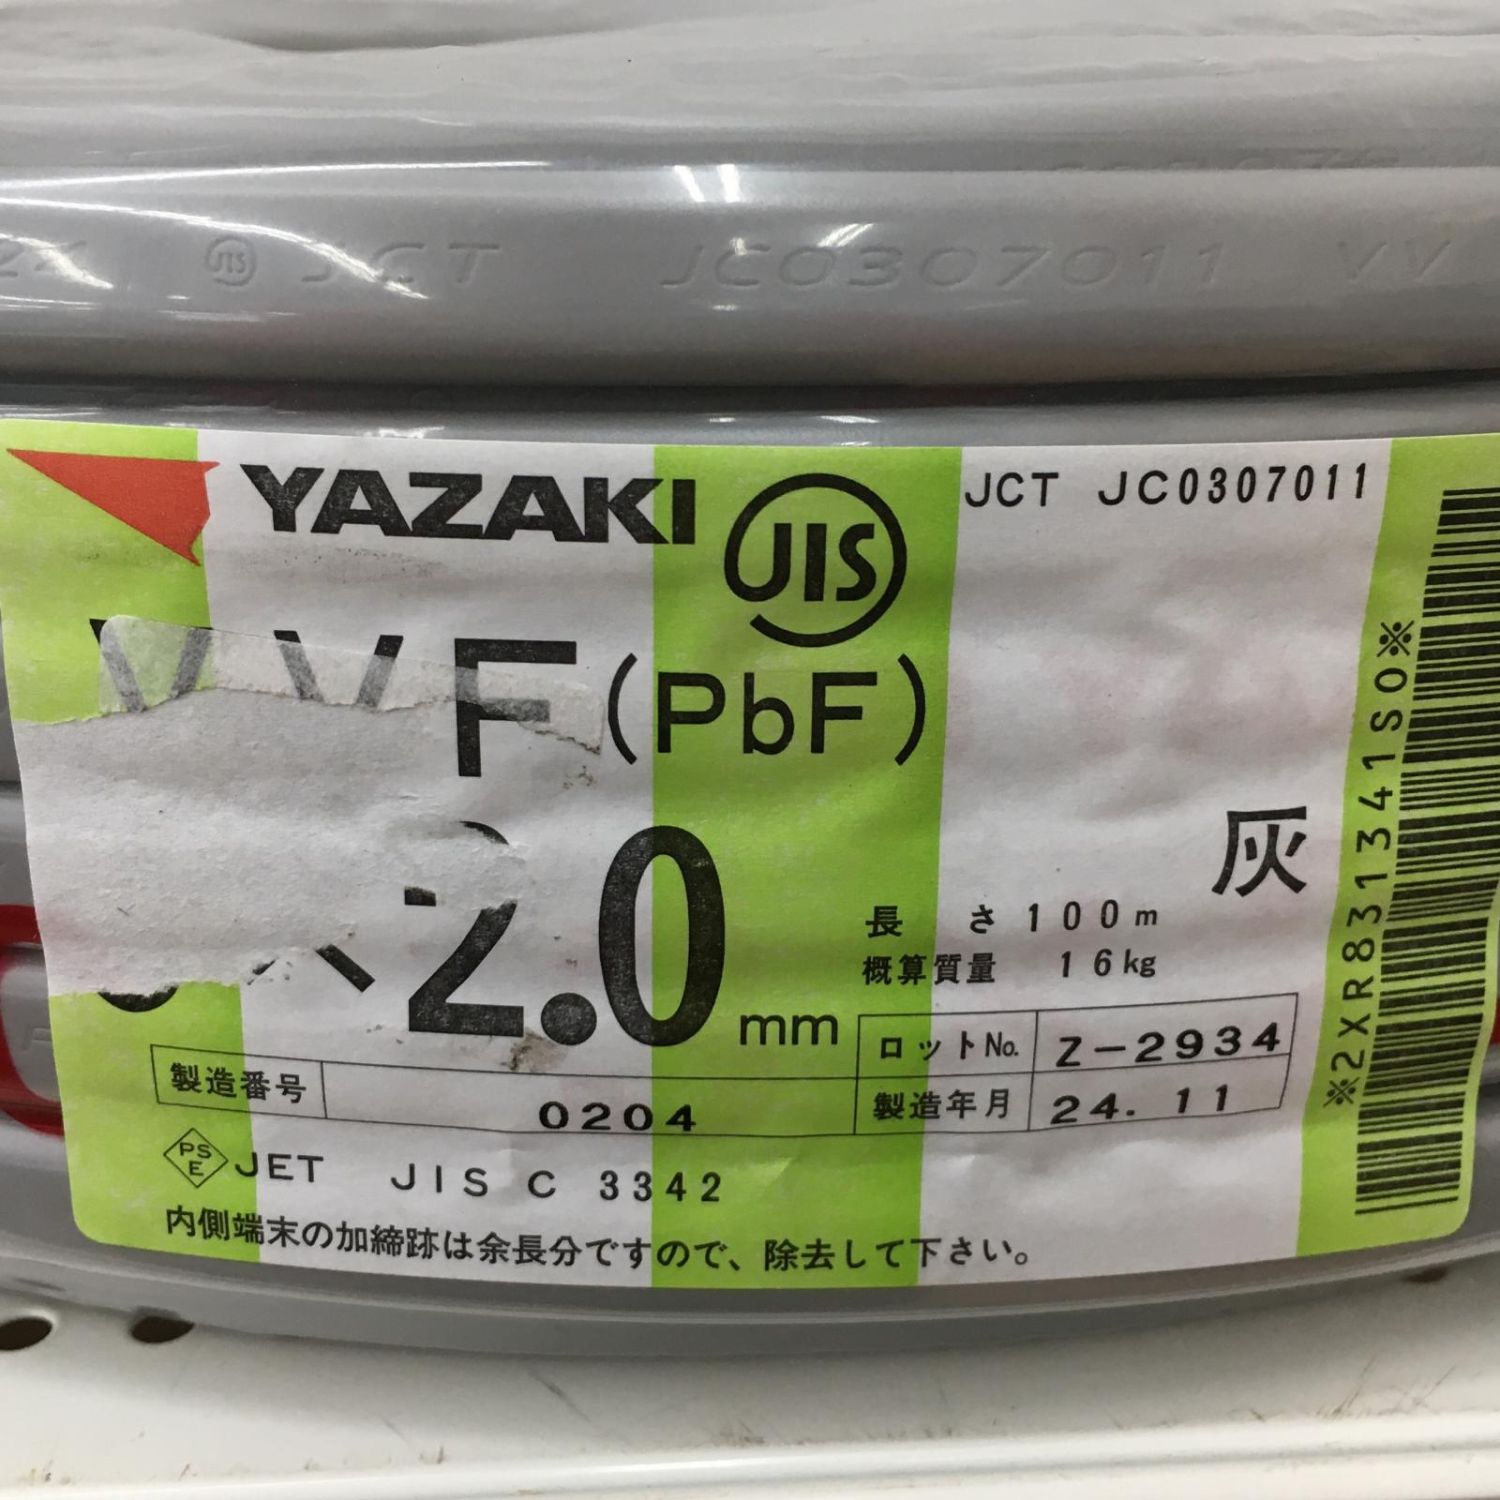 JCT JC0307011 VV
YAZAKI JIS JCT JC0307011
VVF(PbF)
2.0mm
灰
長さ 100m
概算質量 16kg
ロットNo. Z-2934
製造番号 0204
製造年月 24.11
PSE JET JIS C 3342
内側端末の加締跡は余長分ですので、除去して下さい。
※2XR831341S0※